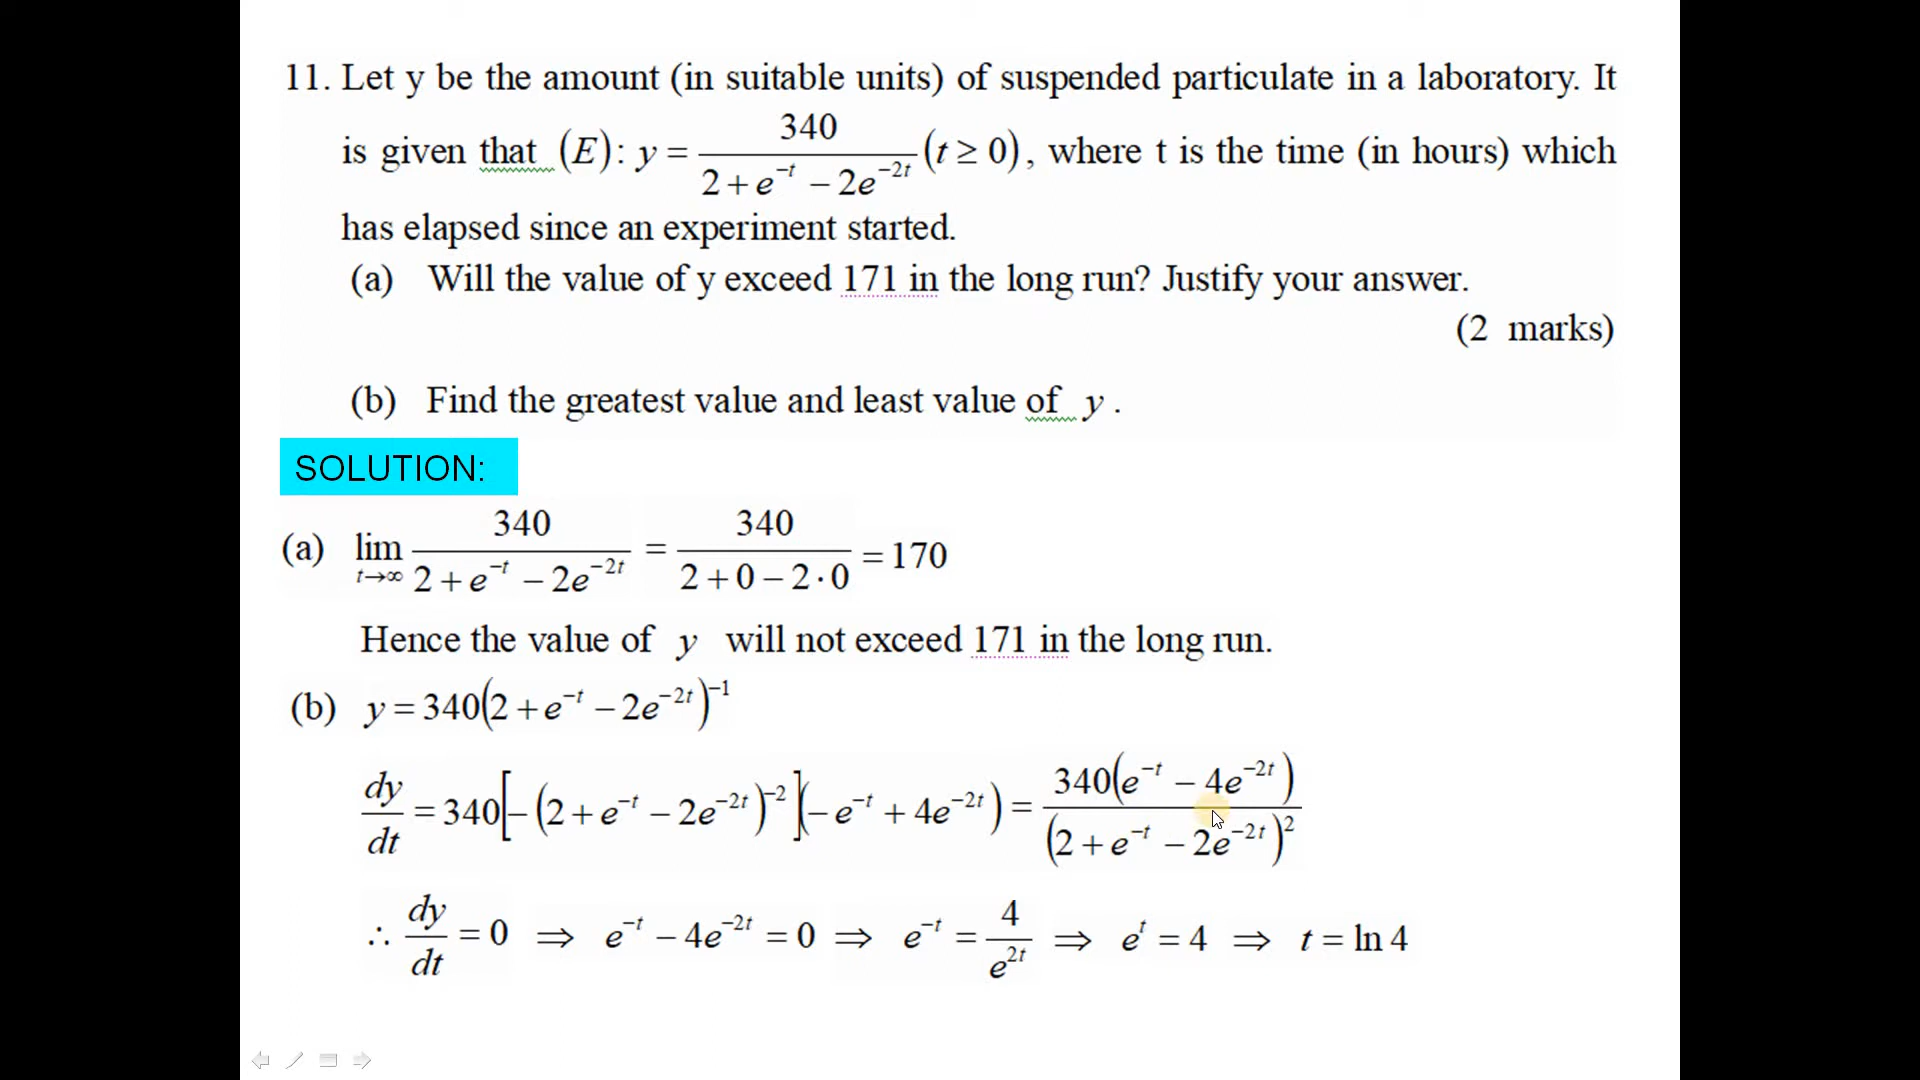 11. Let y be the amount (in suitable units) of suspended particulate in a laboratory. It
is given that (E): y = 340 / (2 + e^{-t} − 2e^{-2t}) (t ≥ 0), where t is the time (in hours) which
has elapsed since an experiment started.
(a) Will the value of y exceed 171 in the long run? Justify your answer.
(2 marks)
(b) Find the greatest value and least value of y.
SOLUTION:
(a) lim_{t→∞} 340 / (2 + e^{-t} − 2e^{-2t}) = 340 / (2 + 0 − 2·0) = 170
Hence the value of y will not exceed 171 in the long run.
(b) y = 340(2 + e^{-t} − 2e^{-2t})^{-1}
dy/dt = 340[−(2 + e^{-t} − 2e^{-2t})^{-2}](−e^{-t} + 4e^{-2t}) = 340(e^{-t} − 4e^{-2t}) / (2 + e^{-t} − 2e^{-2t})^2
∴ dy/dt = 0 ⇒ e^{-t} − 4e^{-2t} = 0 ⇒ e^{-t} = 4 / e^{2t} ⇒ e^t = 4 ⇒ t = ln 4